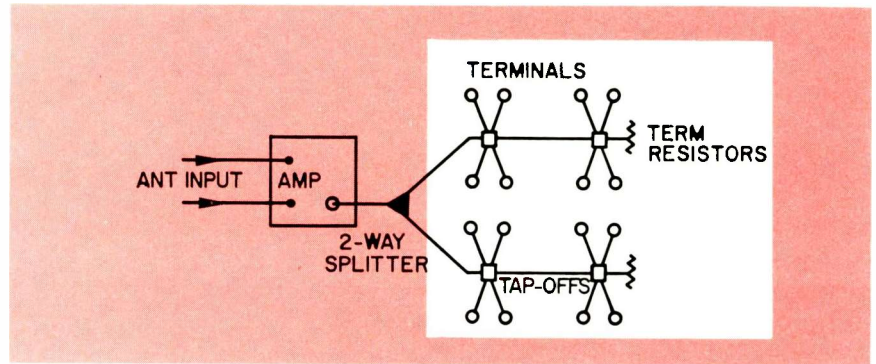 TERMINALS
TERM
RESISTORS
ANT INPUT
AMP
2-WAY
SPLITTER
TAP-OFFS